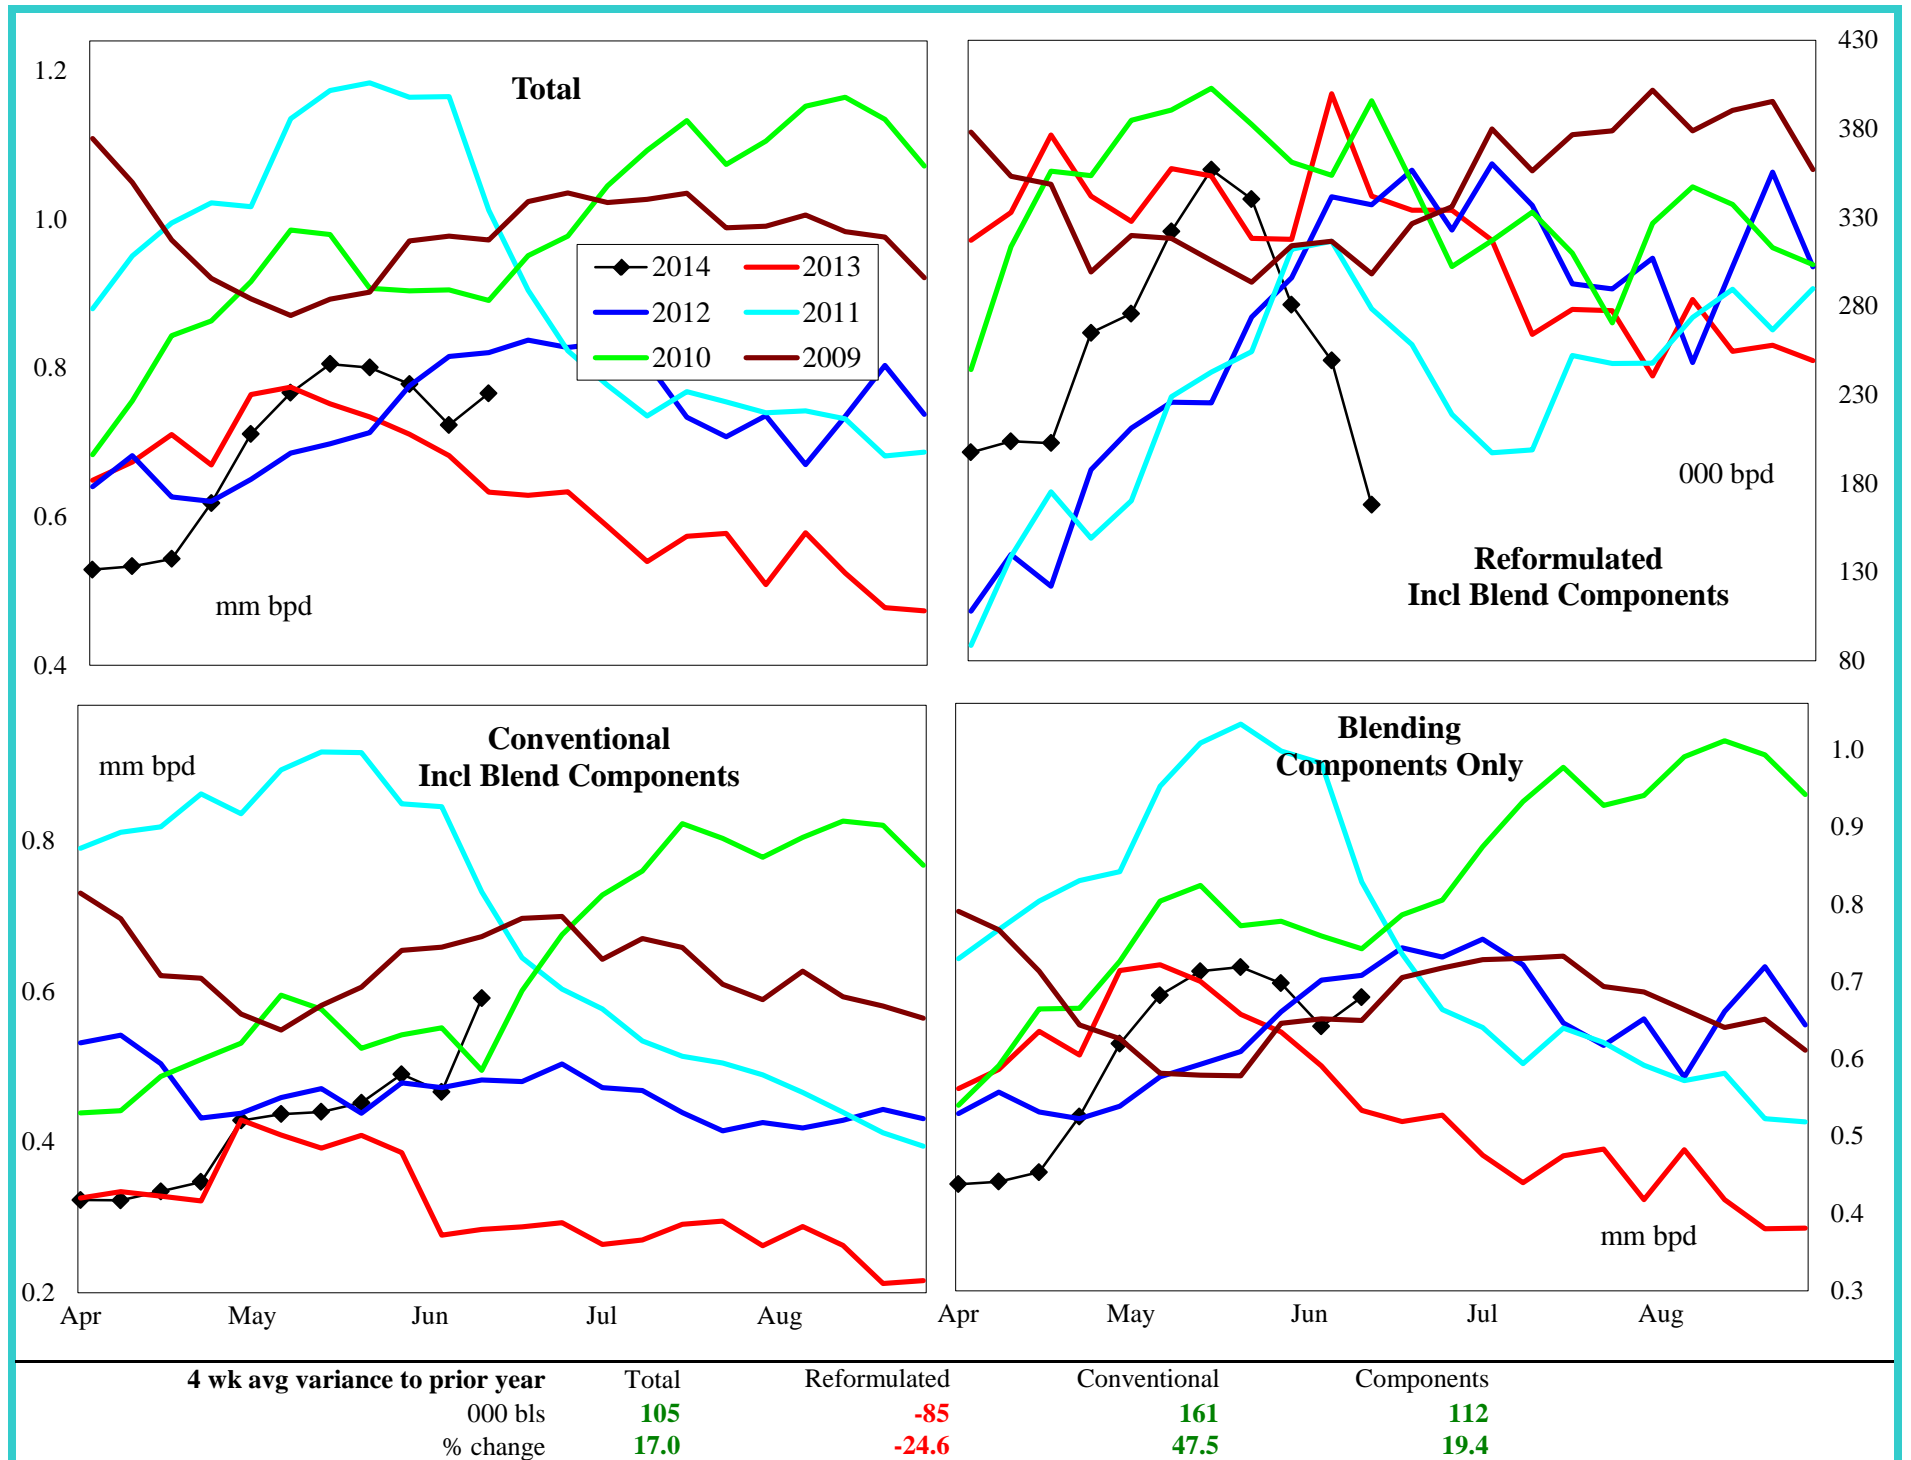 Total
1.2
1.0
0.8
0.6
0.4
mm bpd
2014 2013
2012 2011
2010 2009
430
380
330
280
230
180
130
80
000 bpd
Reformulated
Incl Blend Components
Conventional
Incl Blend Components
mm bpd
0.8
0.6
0.4
0.2
Apr May Jun Jul Aug
Blending
Components Only
1.0
0.9
0.8
0.7
0.6
0.5
0.4
0.3
mm bpd
Apr May Jun Jul Aug
4 wk avg variance to prior year Total Reformulated Conventional Components
000 bls 105 -85 161 112
% change 17.0 -24.6 47.5 19.4